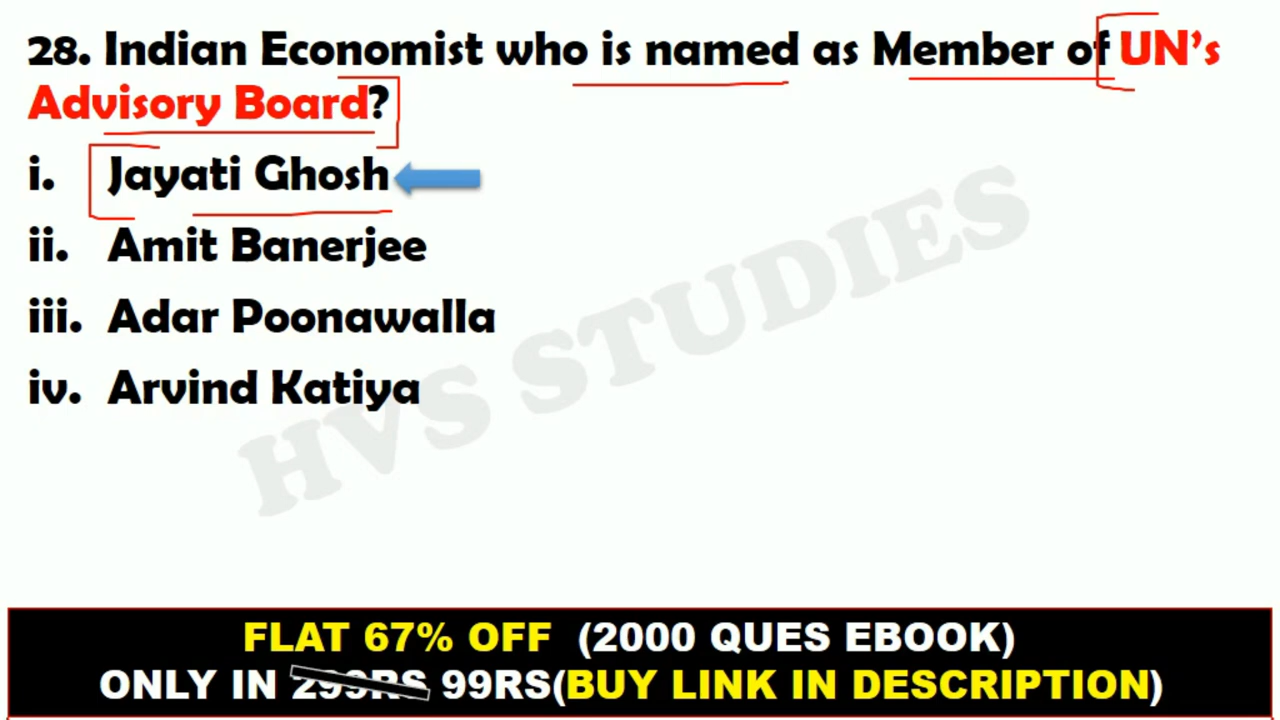 28. Indian Economist who is named as Member of UN's
Advisory Board?
i. Jayati Ghosh
ii. Amit Banerjee
iii. Adar Poonawalla
iv. Arvind Katiya
HVS STUDIES
FLAT 67% OFF (2000 QUES EBOOK)
ONLY IN 299RS 99RS(BUY LINK IN DESCRIPTION)